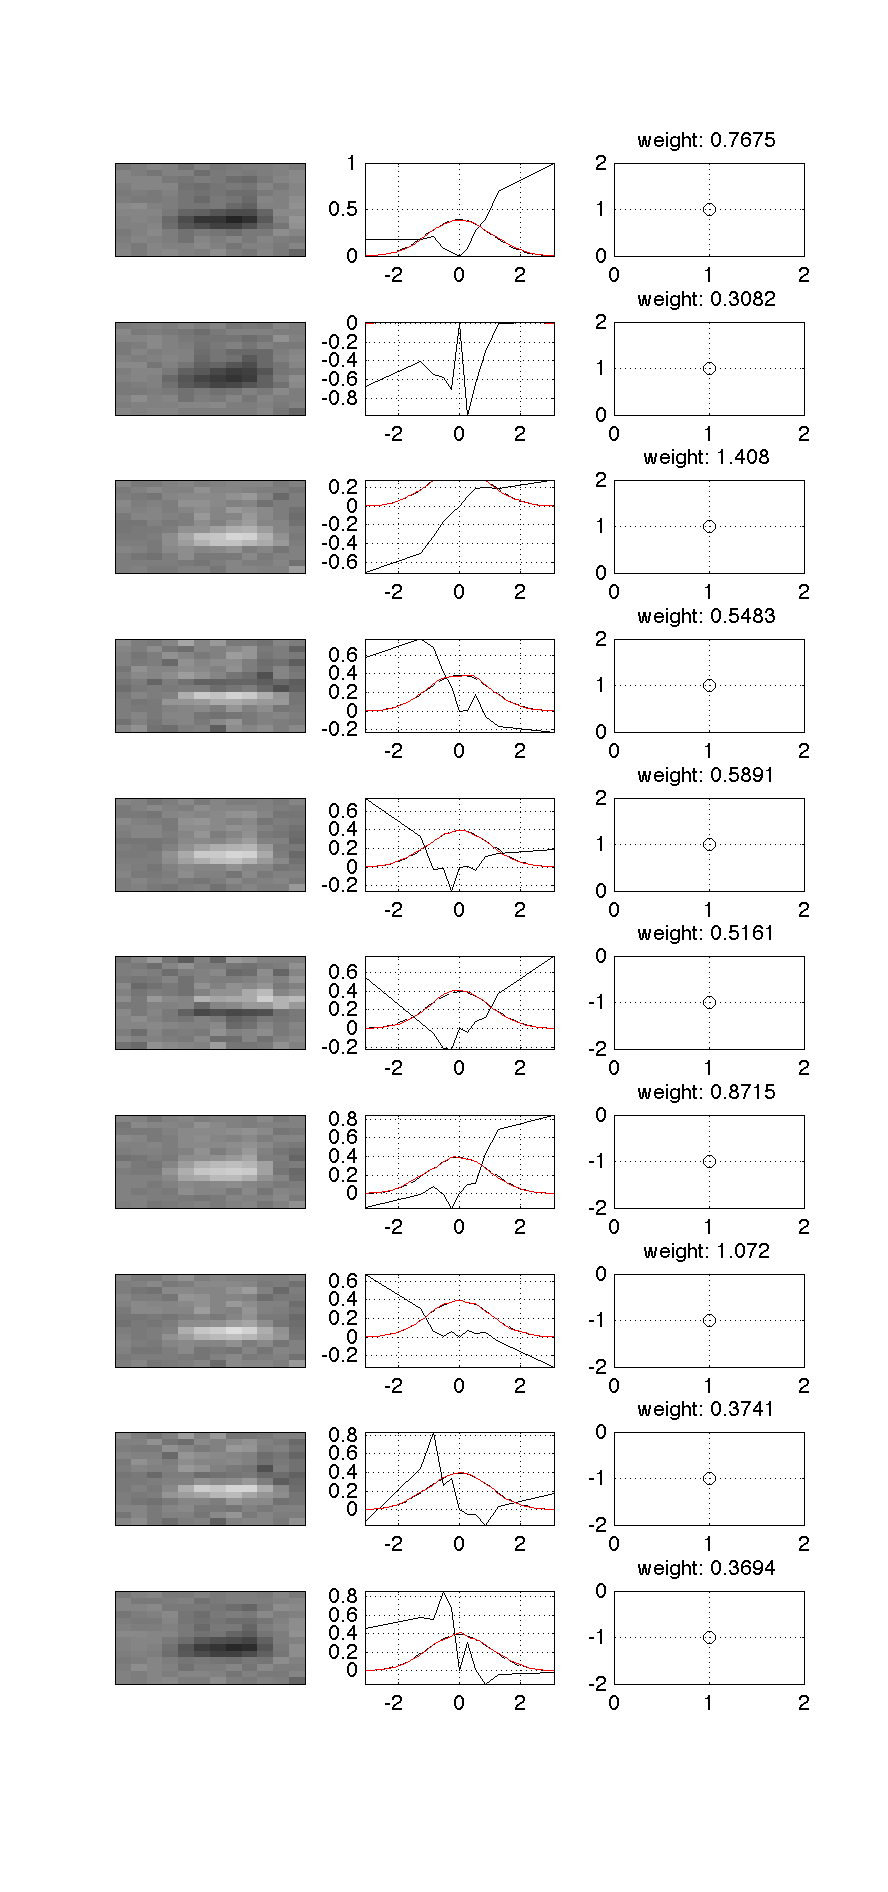 weight: 0.7675
1 2
0.5 1
0 0
-2 0 2 0 1 2
weight: 0.3082
0 2
-0.2
-0.4 1
-0.6
-0.8 0
-2 0 2 0 1 2
weight: 1.408
0.2 2
0
-0.2 1
-0.4
-0.6 0
-2 0 2 0 1 2
weight: 0.5483
0.6 2
0.4
0.2 1
0
-0.2 0
-2 0 2 0 1 2
weight: 0.5891
0.6 2
0.4
0.2 1
0
-0.2 0
-2 0 2 0 1 2
weight: 0.5161
0.6 0
0.4
0.2 -1
0
-0.2 -2
-2 0 2 0 1 2
weight: 0.8715
0.8 0
0.6
0.4 -1
0.2
0 -2
-2 0 2 0 1 2
weight: 1.072
0.6 0
0.4
0.2 -1
0
-0.2 -2
-2 0 2 0 1 2
weight: 0.3741
0.8 0
0.6
0.4 -1
0.2
0 -2
-2 0 2 0 1 2
weight: 0.3694
0.8 0
0.6
0.4 -1
0.2
0 -2
-2 0 2 0 1 2